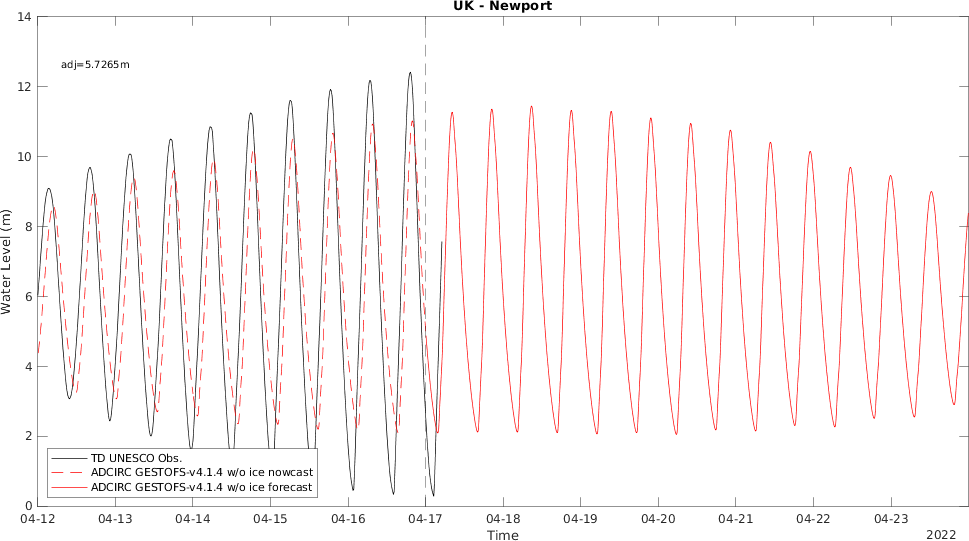 UK - Newport
14
12
10
8
6
4
2
0
Water Level (m)
adj=5.7265m
TD UNESCO Obs.
ADCIRC GESTOFS-v4.1.4 w/o ice nowcast
ADCIRC GESTOFS-v4.1.4 w/o ice forecast
04-12 04-13 04-14 04-15 04-16 04-17 04-18 04-19 04-20 04-21 04-22 04-23
Time
2022